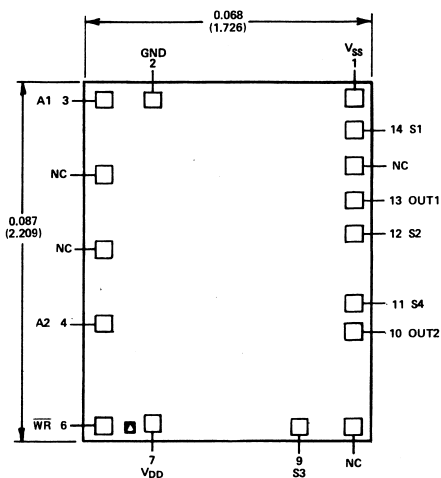 0.068
(1.726)
GND
2
VSS
1
A1 3
14 S1
NC
NC
13 OUT1
0.087
(2.209)
12 S2
NC
11 S4
A2 4
10 OUT2
W̅R̅ 6
7
VDD
9
S3
NC